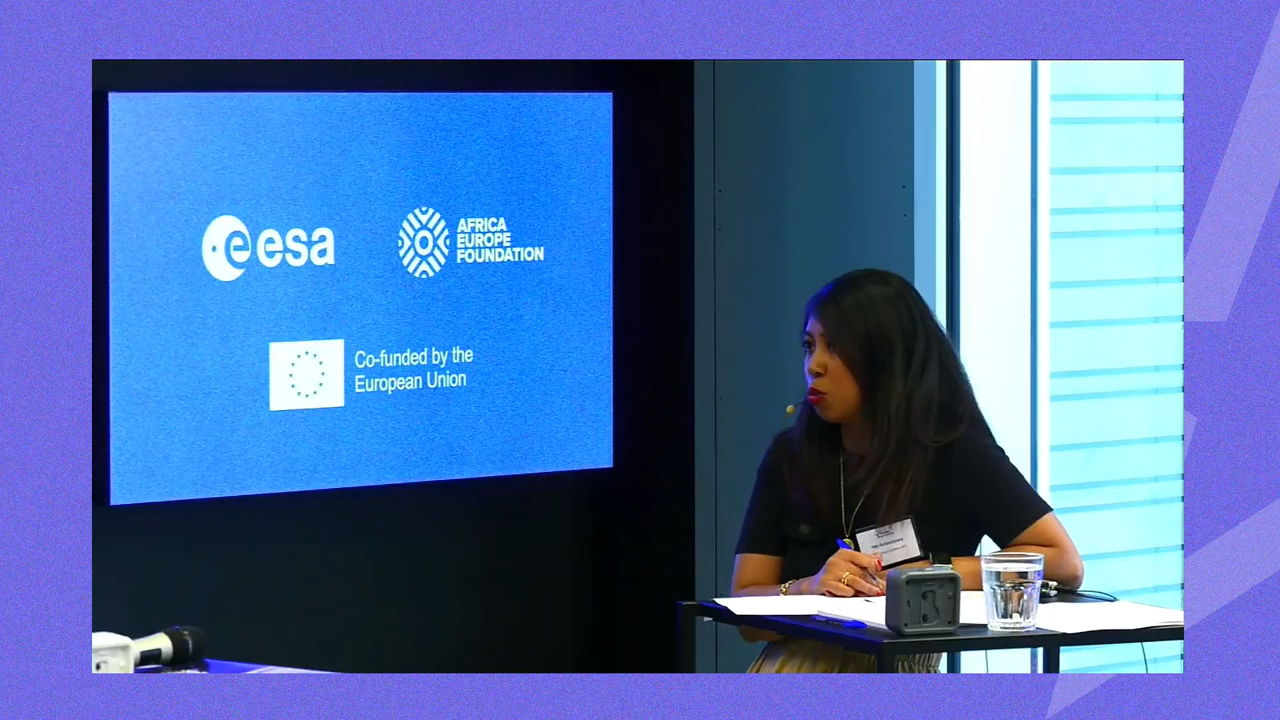 esa
AFRICA
EUROPE
FOUNDATION
Co-funded by the
European Union